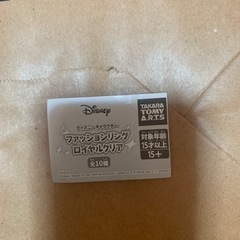 Disney
ディズニーキャラクター
ファッションリング
ロイヤルクリア
全10種
TAKARA
TOMY
A.R.T.S
対象年齢
15才以上
15+